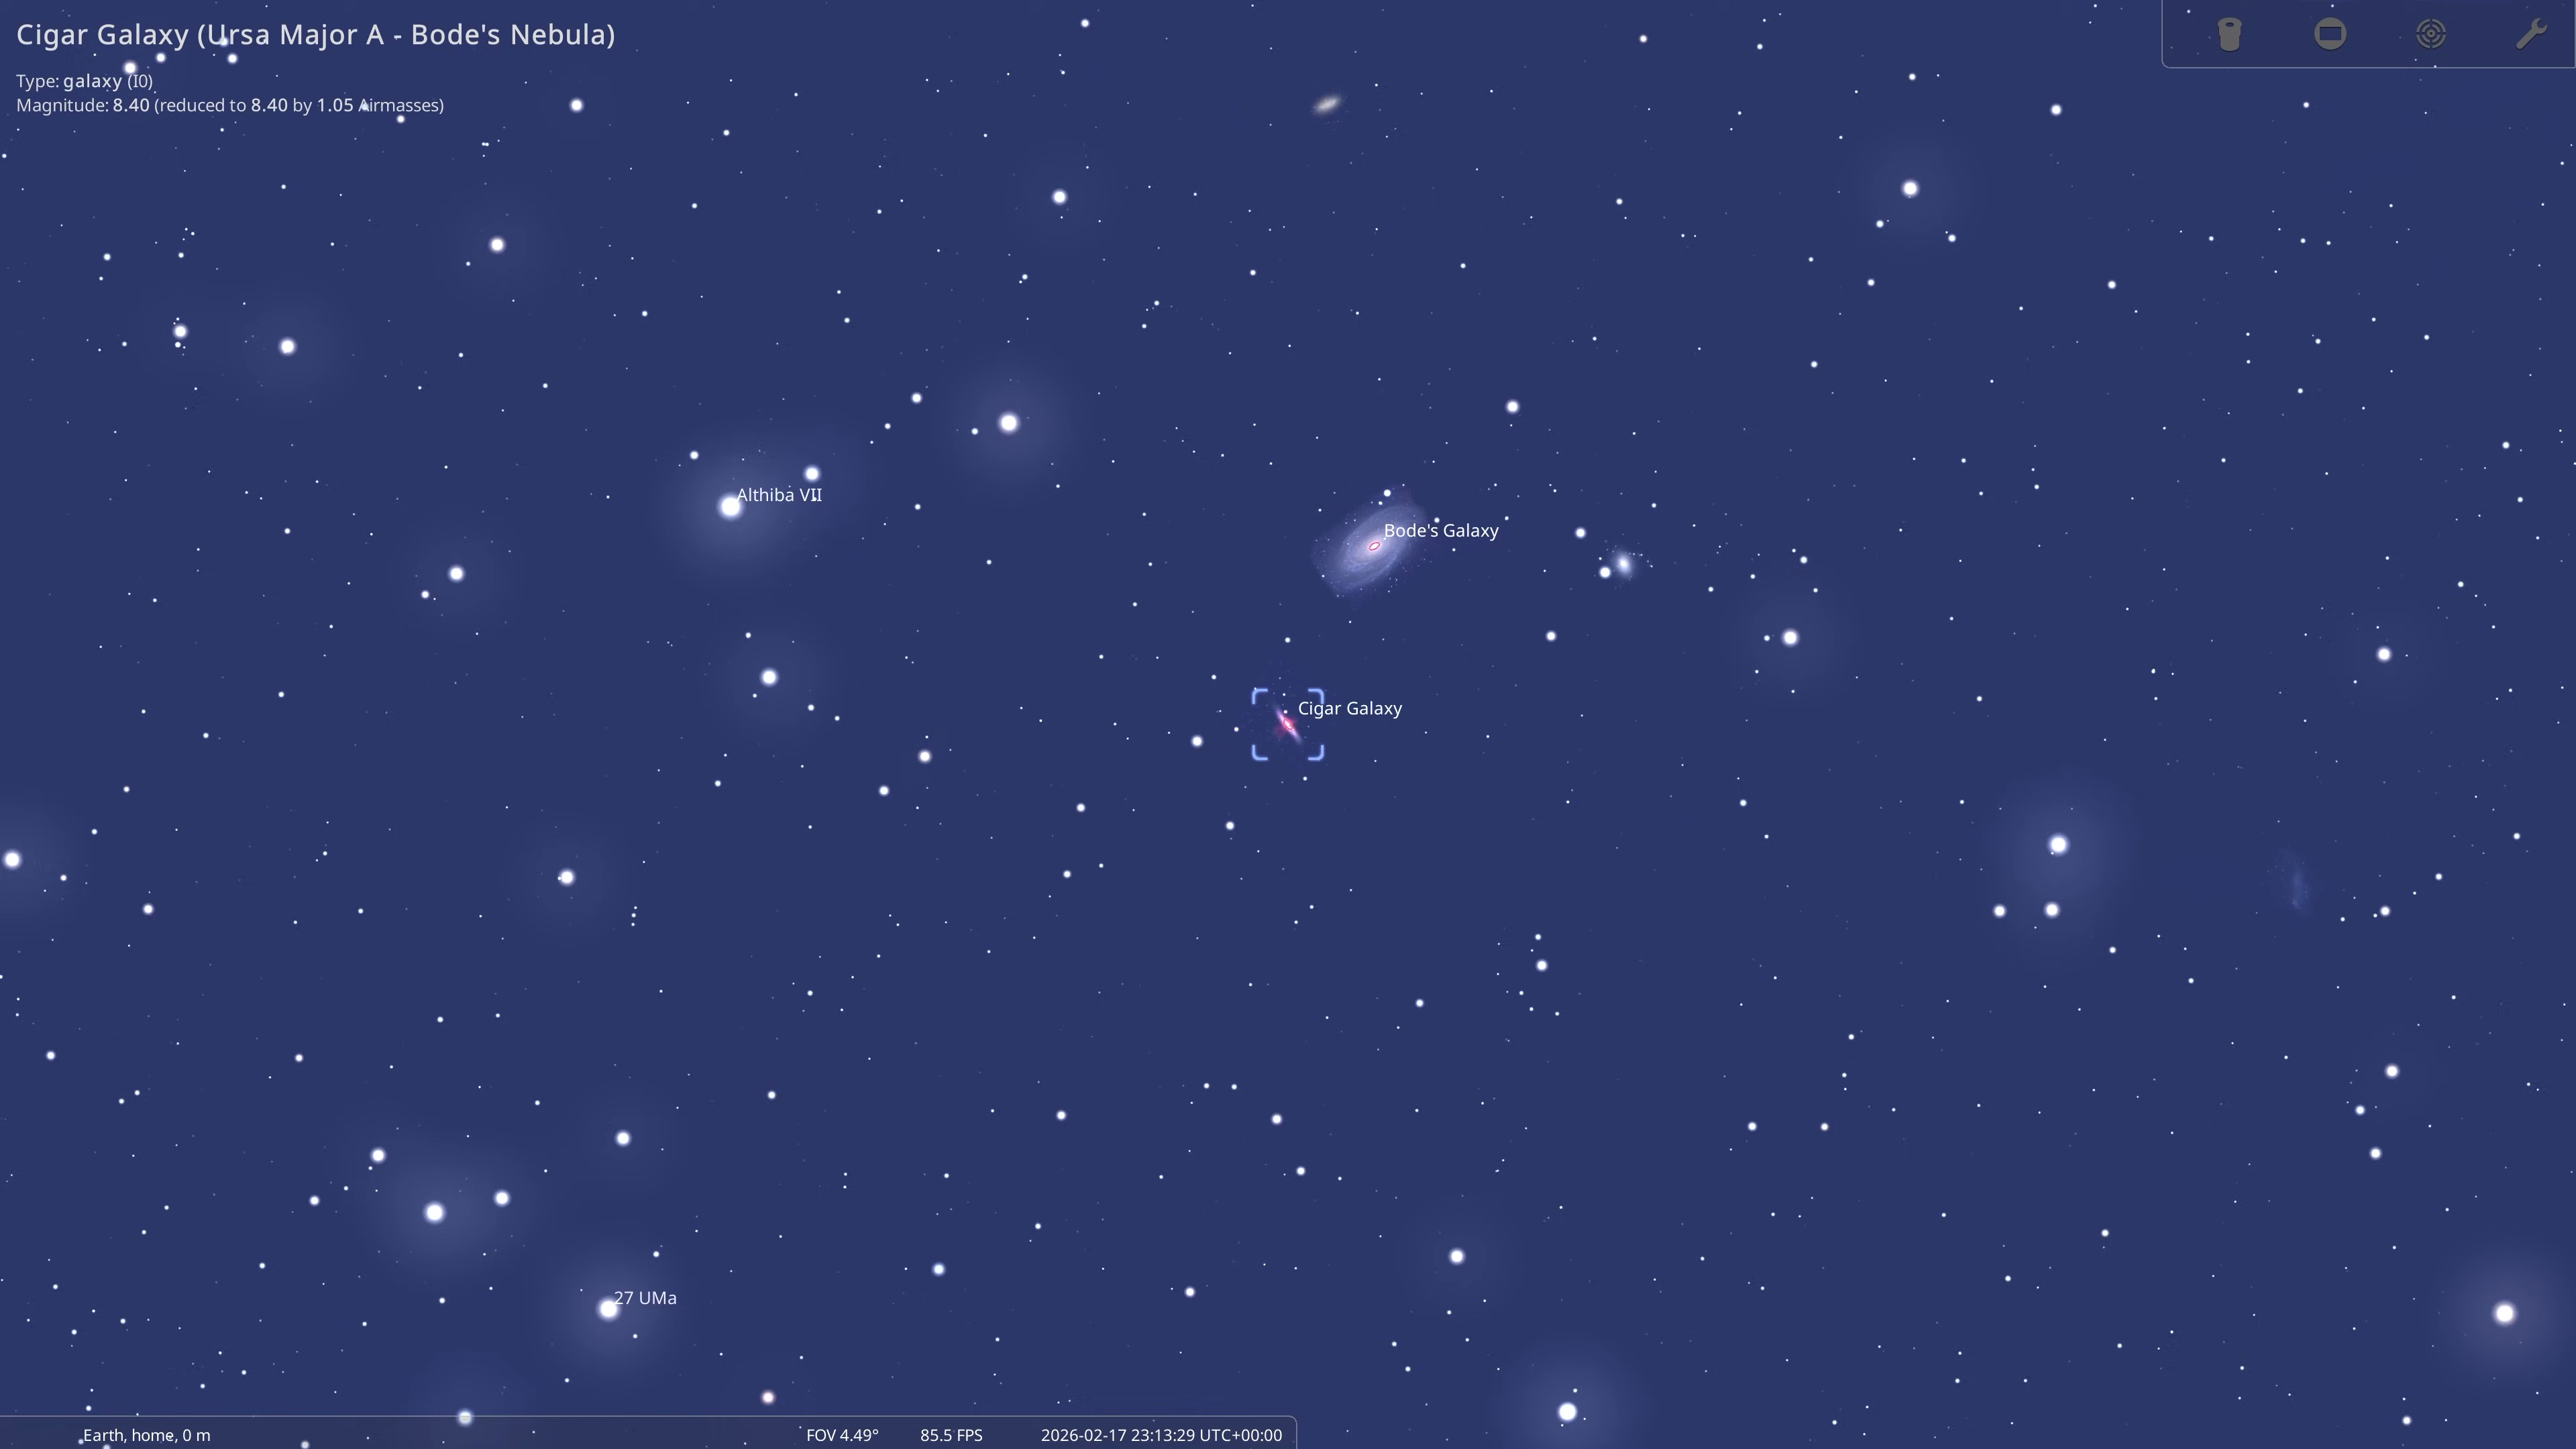 Cigar Galaxy (Ursa Major A - Bode's Nebula)
Type: galaxy (I0)
Magnitude: 8.40 (reduced to 8.40 by 1.05 Airmasses)
Althiba VII
Bode's Galaxy
Cigar Galaxy
27 UMa
Earth, home, 0 m FOV 4.49° 85.5 FPS 2026-02-17 23:13:29 UTC+00:00